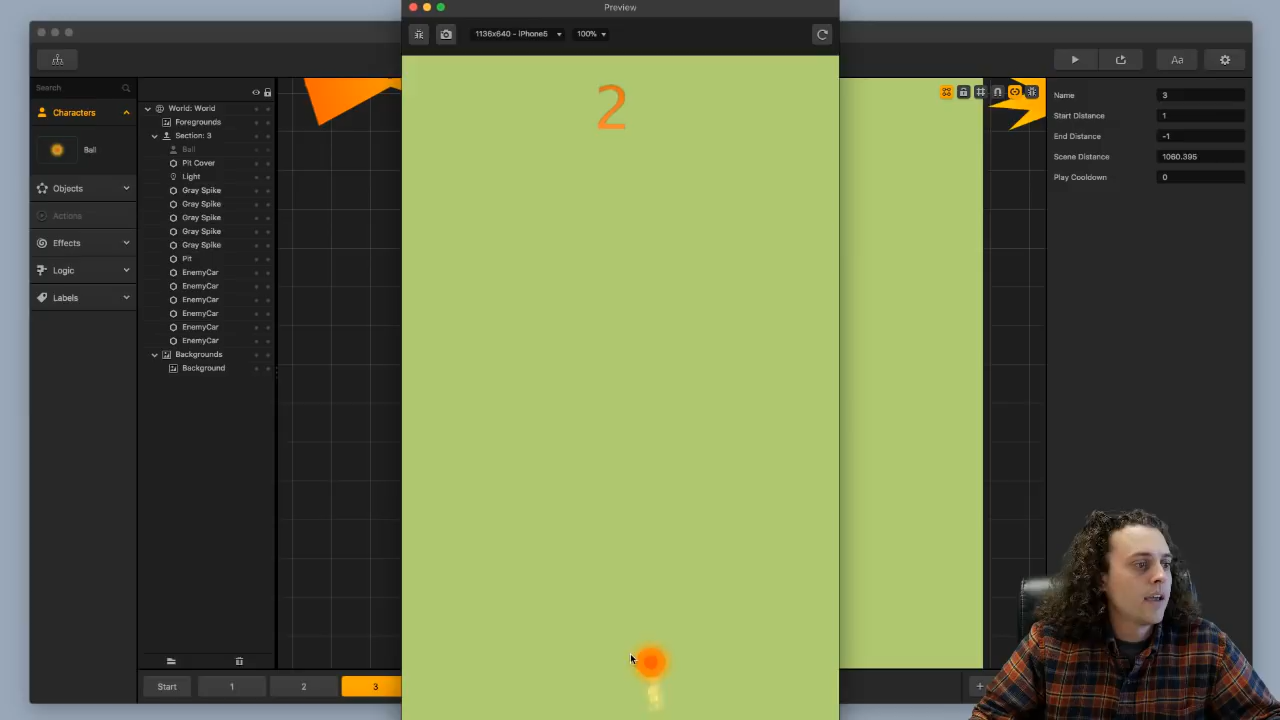 Preview
1136x640 - iPhone5
100%
Aa
Search
Characters
Ball
Objects
Actions
Effects
Logic
Labels
World: World
Foregrounds
Section: 3
Ball
Pit Cover
Light
Gray Spike
Gray Spike
Gray Spike
Gray Spike
Gray Spike
Pit
EnemyCar
EnemyCar
EnemyCar
EnemyCar
EnemyCar
EnemyCar
Backgrounds
Background
2
Name 3
Start Distance 1
End Distance -1
Scene Distance 1060.395
Play Cooldown 0
Start 1 2 3 +